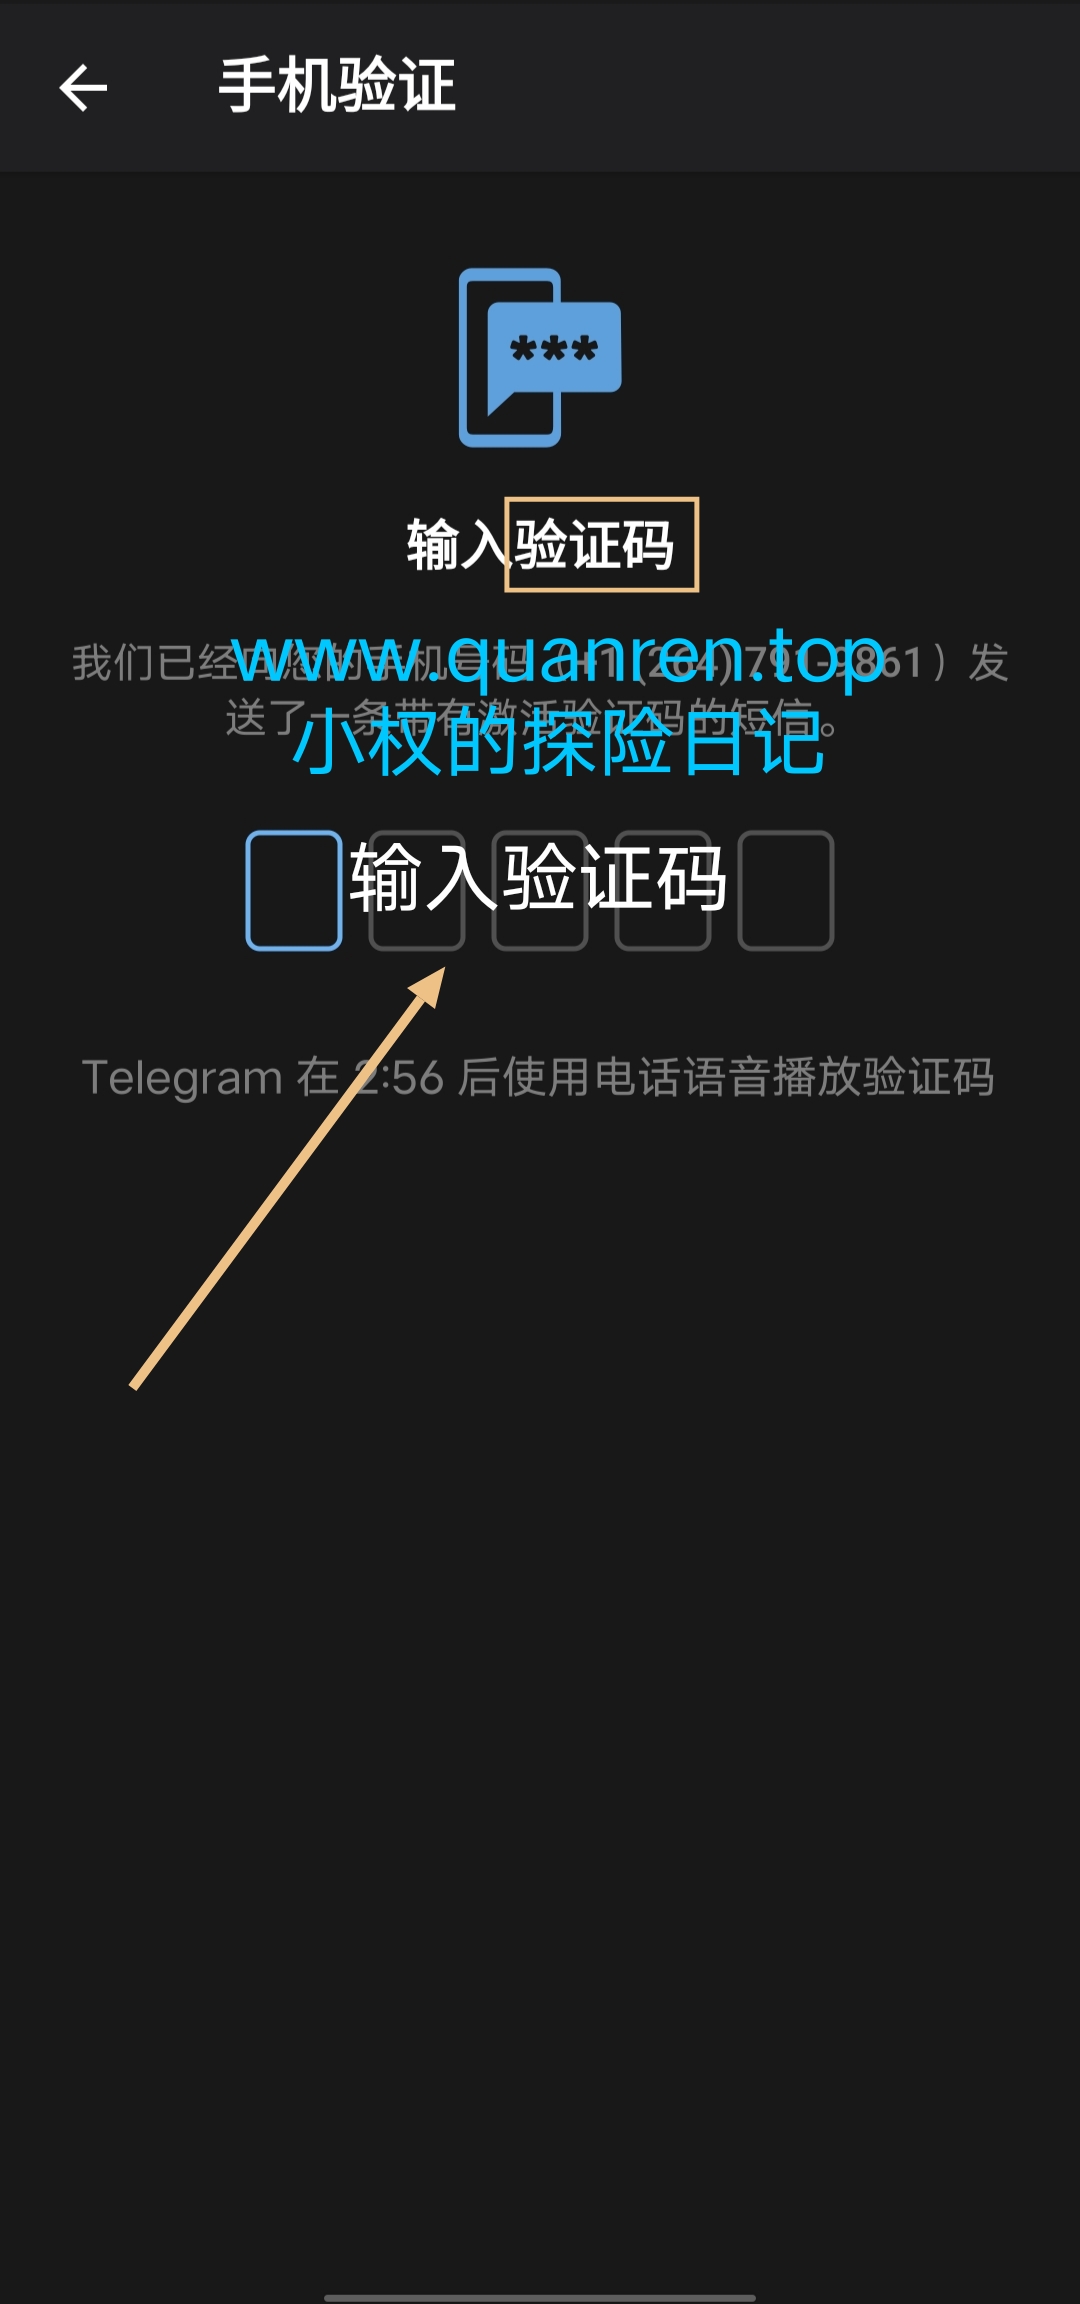 手机验证
***
输入验证码
我们已经向您的手机号码（+1 (264) 791-9861）发
www.quanren.top
送了一条带有激活验证码的短信。
小权的探险日记
输入验证码
Telegram 在 2:56 后使用电话语音播放验证码